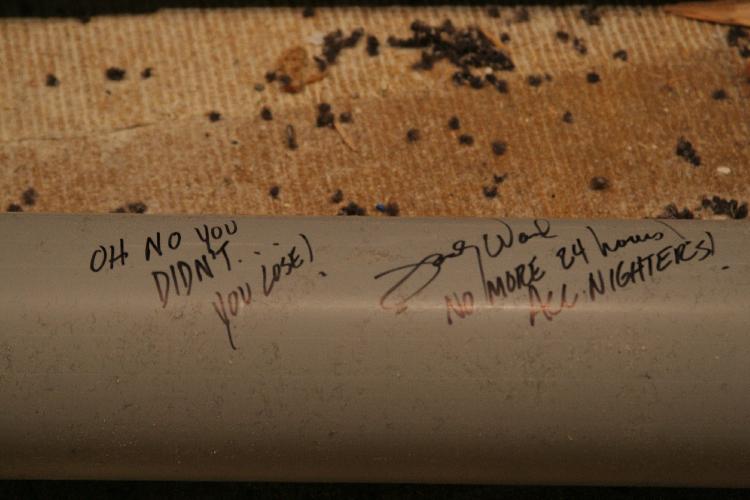 OH NO YOU
DIDN'T...
YOU LOSE!
NO MORE 24 hours
ALL NIGHTERS!